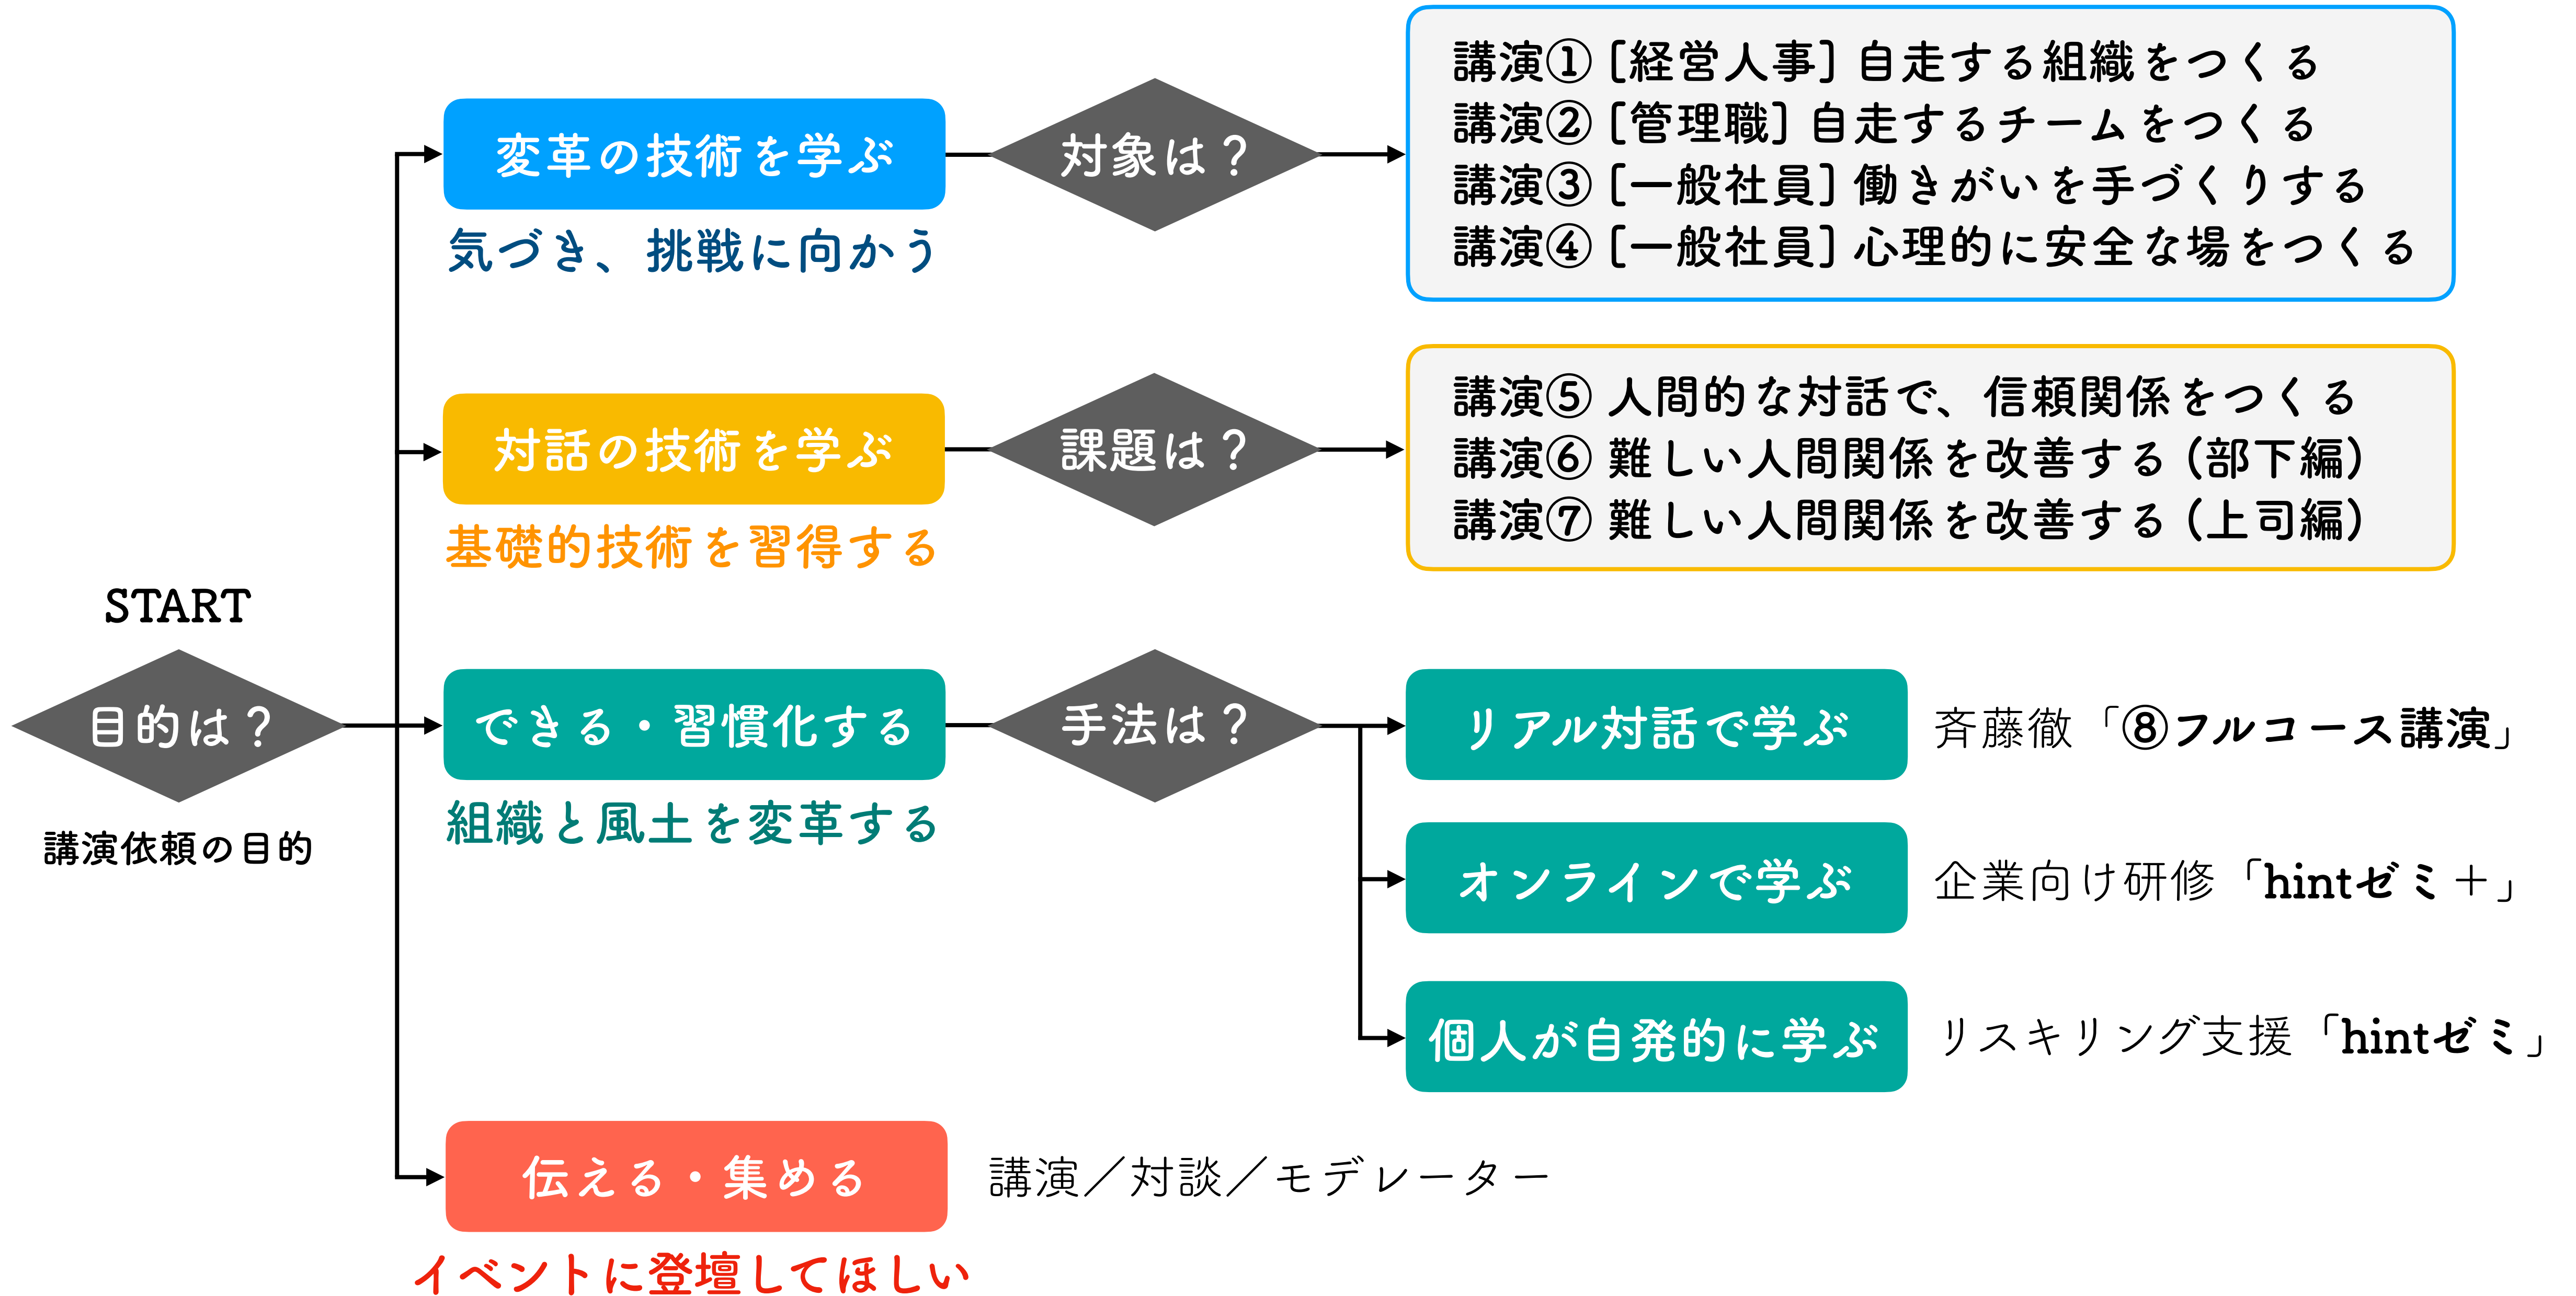 START
目的は？
講演依頼の目的
変革の技術を学ぶ
気づき、挑戦に向かう
対象は？
講演① [経営人事] 自走する組織をつくる
講演② [管理職] 自走するチームをつくる
講演③ [一般社員] 働きがいを手づくりする
講演④ [一般社員] 心理的に安全な場をつくる
対話の技術を学ぶ
基礎的技術を習得する
課題は？
講演⑤ 人間的な対話で、信頼関係をつくる
講演⑥ 難しい人間関係を改善する (部下編)
講演⑦ 難しい人間関係を改善する (上司編)
できる・習慣化する
組織と風土を変革する
手法は？
リアル対話で学ぶ
斉藤徹「⑧フルコース講演」
オンラインで学ぶ
企業向け研修「hintゼミ＋」
個人が自発的に学ぶ
リスキリング支援「hintゼミ」
伝える・集める
講演／対談／モデレーター
イベントに登壇してほしい